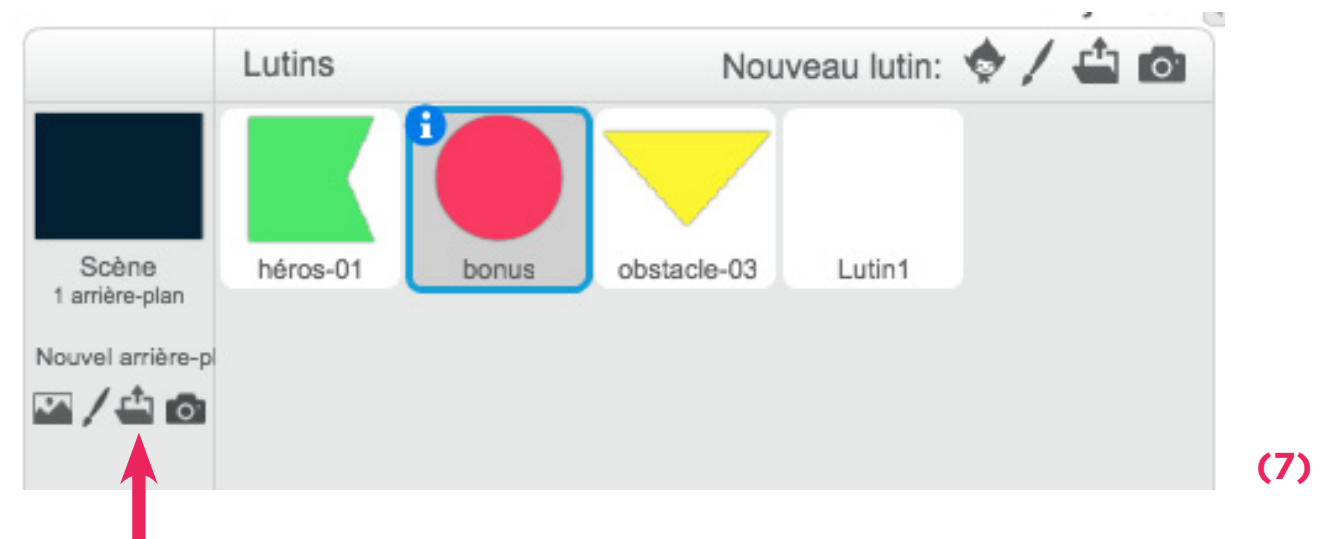 Lutins
Nouveau lutin:
Scène
1 arrière-plan
Nouvel arrière-pl
héros-01
bonus
obstacle-03
Lutin1
(7)